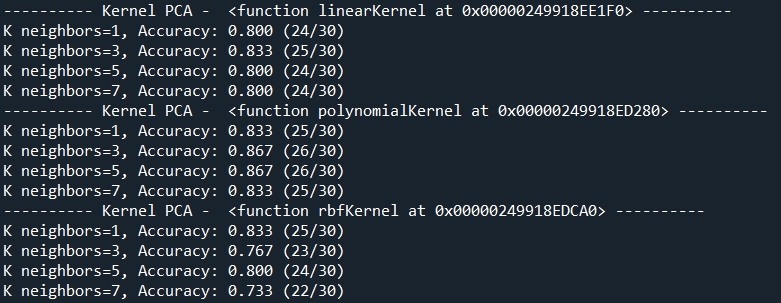 ---------- Kernel PCA -  <function linearKernel at 0x00000249918EE1F0> ----------
K neighbors=1, Accuracy: 0.800 (24/30)
K neighbors=3, Accuracy: 0.833 (25/30)
K neighbors=5, Accuracy: 0.800 (24/30)
K neighbors=7, Accuracy: 0.800 (24/30)
---------- Kernel PCA -  <function polynomialKernel at 0x00000249918ED280> ----------
K neighbors=1, Accuracy: 0.833 (25/30)
K neighbors=3, Accuracy: 0.867 (26/30)
K neighbors=5, Accuracy: 0.867 (26/30)
K neighbors=7, Accuracy: 0.833 (25/30)
---------- Kernel PCA -  <function rbfKernel at 0x00000249918EDCA0> ----------
K neighbors=1, Accuracy: 0.833 (25/30)
K neighbors=3, Accuracy: 0.767 (23/30)
K neighbors=5, Accuracy: 0.800 (24/30)
K neighbors=7, Accuracy: 0.733 (22/30)